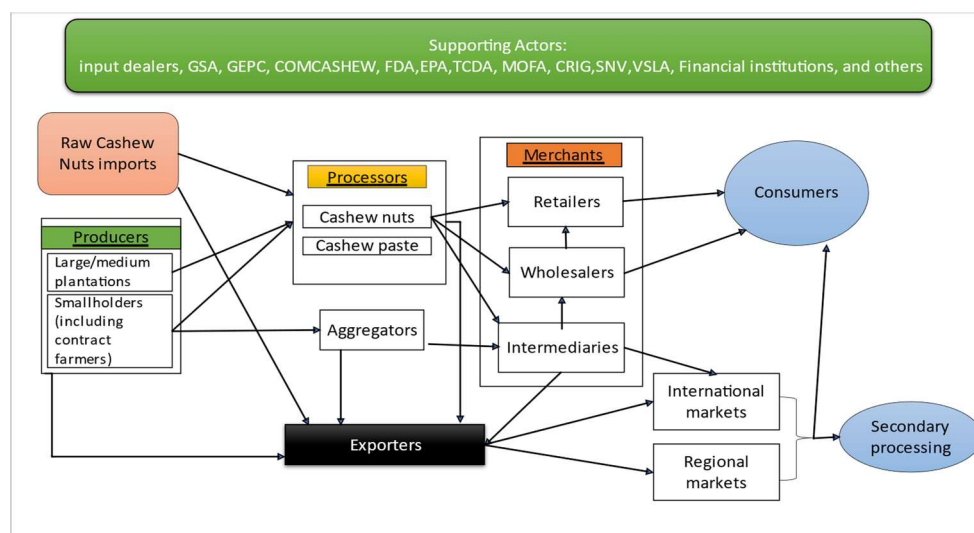 Supporting Actors:
input dealers, GSA, GEPC, COMCASHEW, FDA,EPA,TCDA, MOFA, CRIG,SNV,VSLA, Financial institutions, and others
Raw Cashew
Nuts imports
Producers
Large/medium
plantations
Smallholders
(including
contract
farmers)
Processors
Cashew nuts
Cashew paste
Aggregators
Merchants
Retailers
Wholesalers
Intermediaries
Consumers
Exporters
International
markets
Regional
markets
Secondary
processing